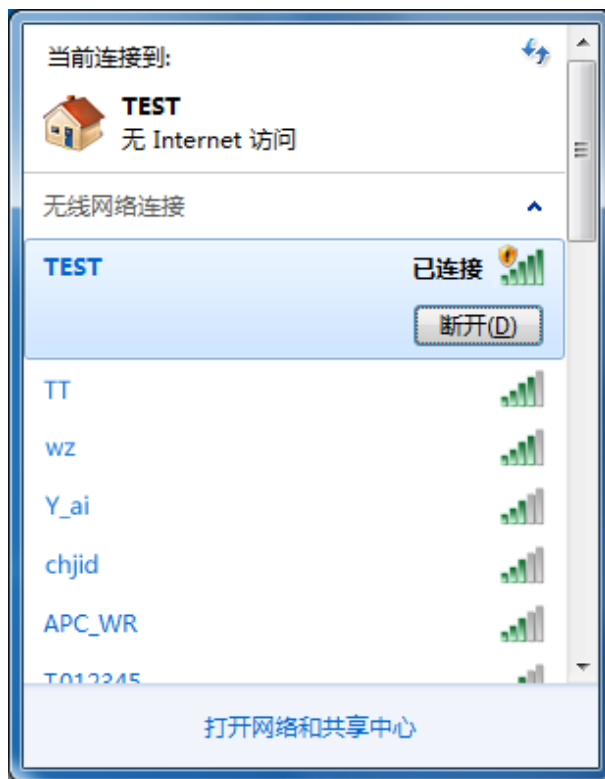 当前连接到:
TEST
无 Internet 访问
无线网络连接
TEST 已连接
断开(D)
TT
wz
Y_ai
chjid
APC_WR
T012345
打开网络和共享中心